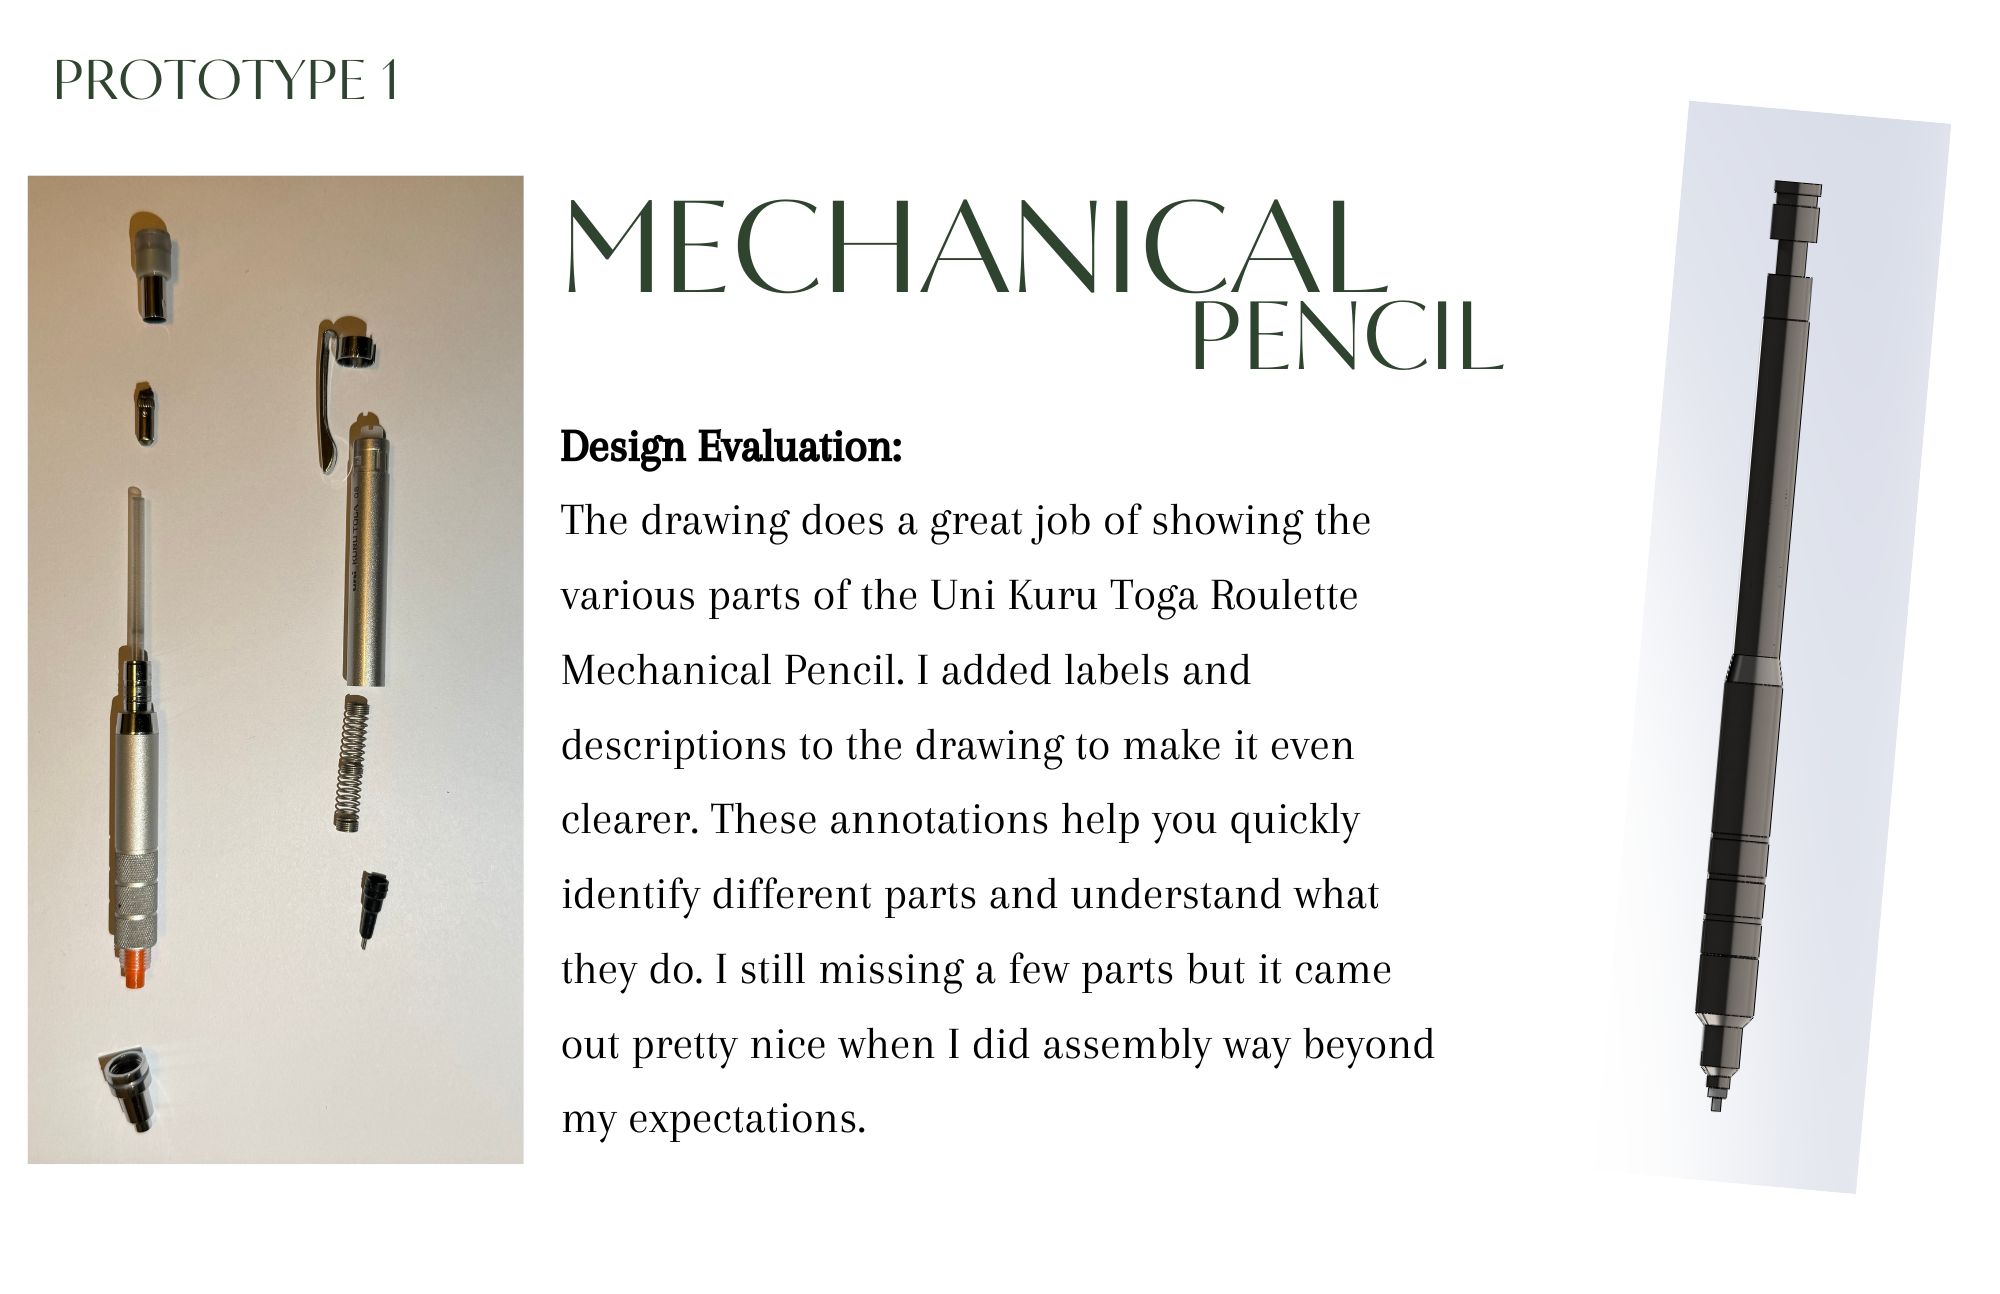 PROTOTYPE 1
MECHANICAL
PENCIL
Design Evaluation:
The drawing does a great job of showing the
various parts of the Uni Kuru Toga Roulette
Mechanical Pencil. I added labels and
descriptions to the drawing to make it even
clearer. These annotations help you quickly
identify different parts and understand what
they do. I still missing a few parts but it came
out pretty nice when I did assembly way beyond
my expectations.
uni KURU TOGA